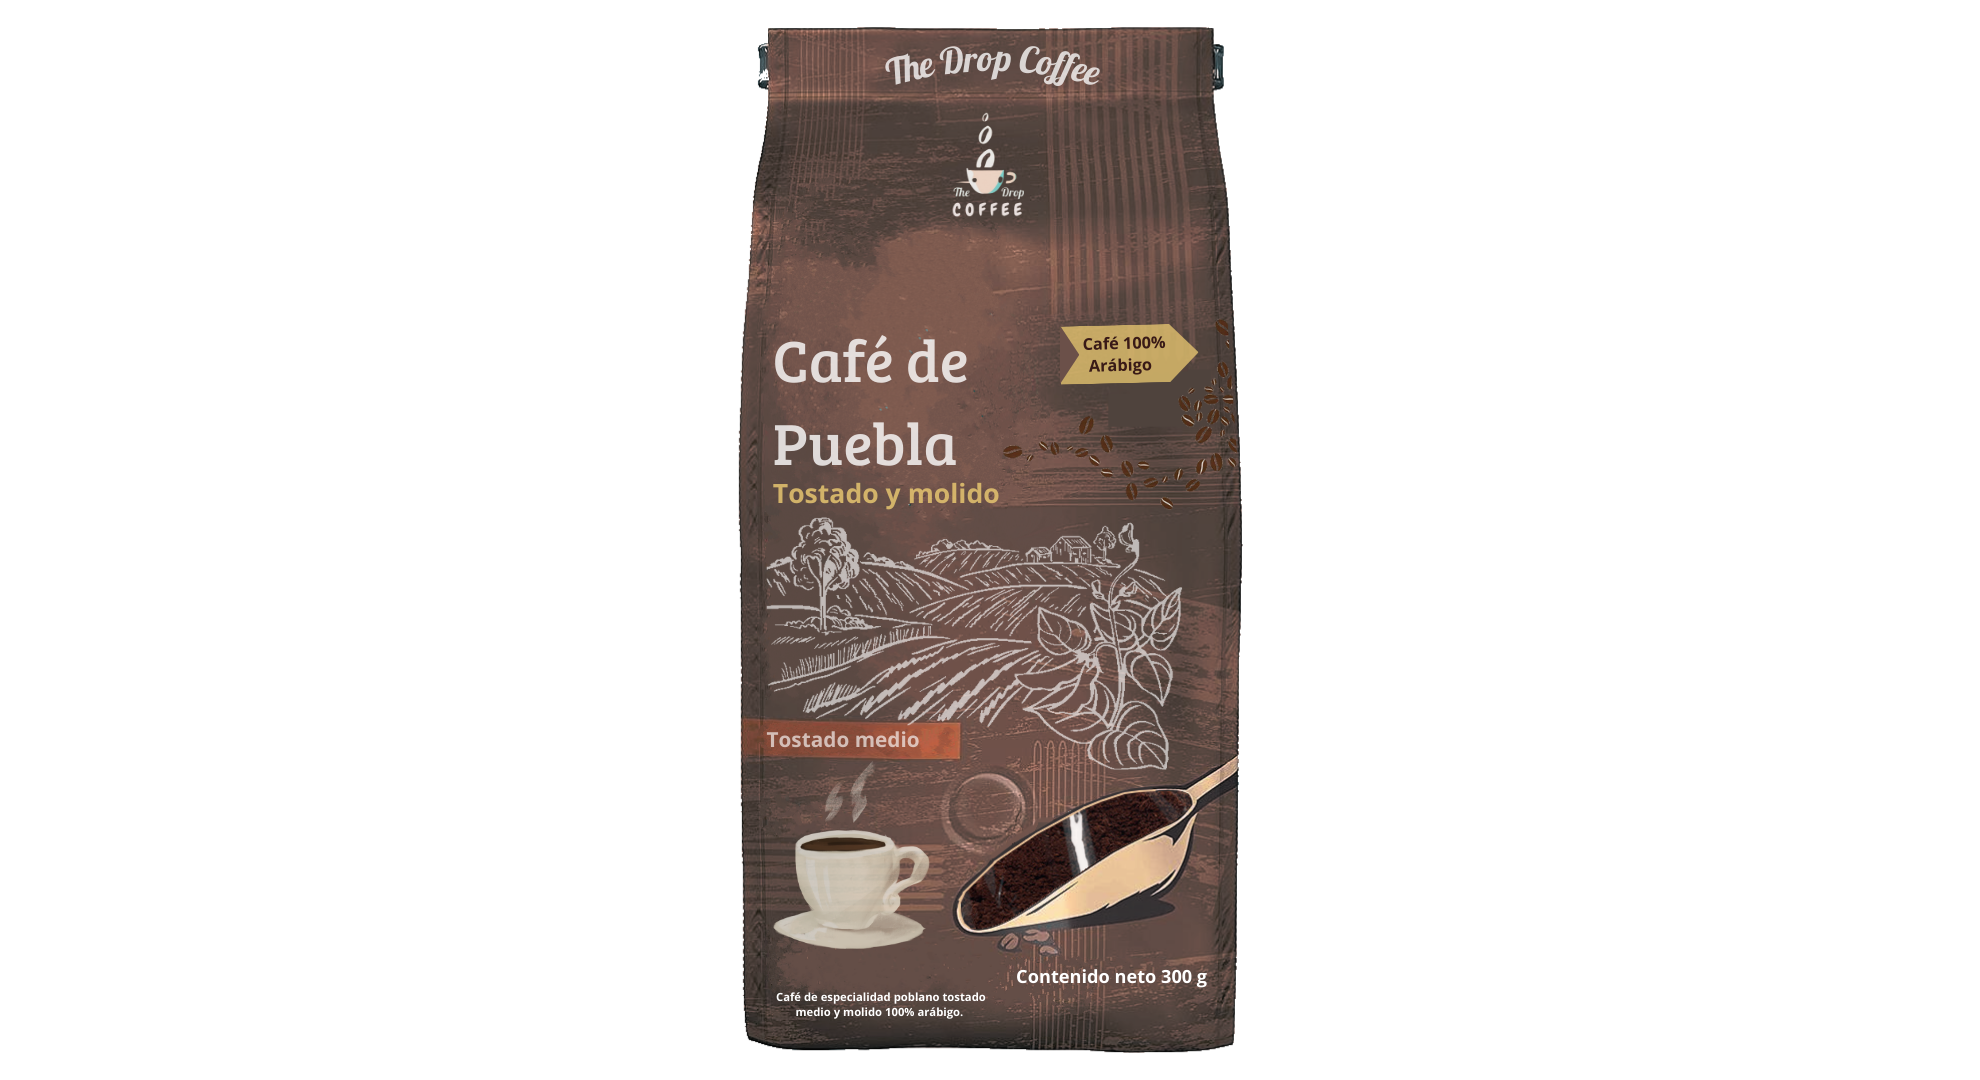 The Drop Coffee
The Drop
COFFEE
Café de
Puebla
Café 100%
Arábigo
Tostado y molido
Tostado medio
Contenido neto 300 g
Café de especialidad poblano tostado
medio y molido 100% arábigo.